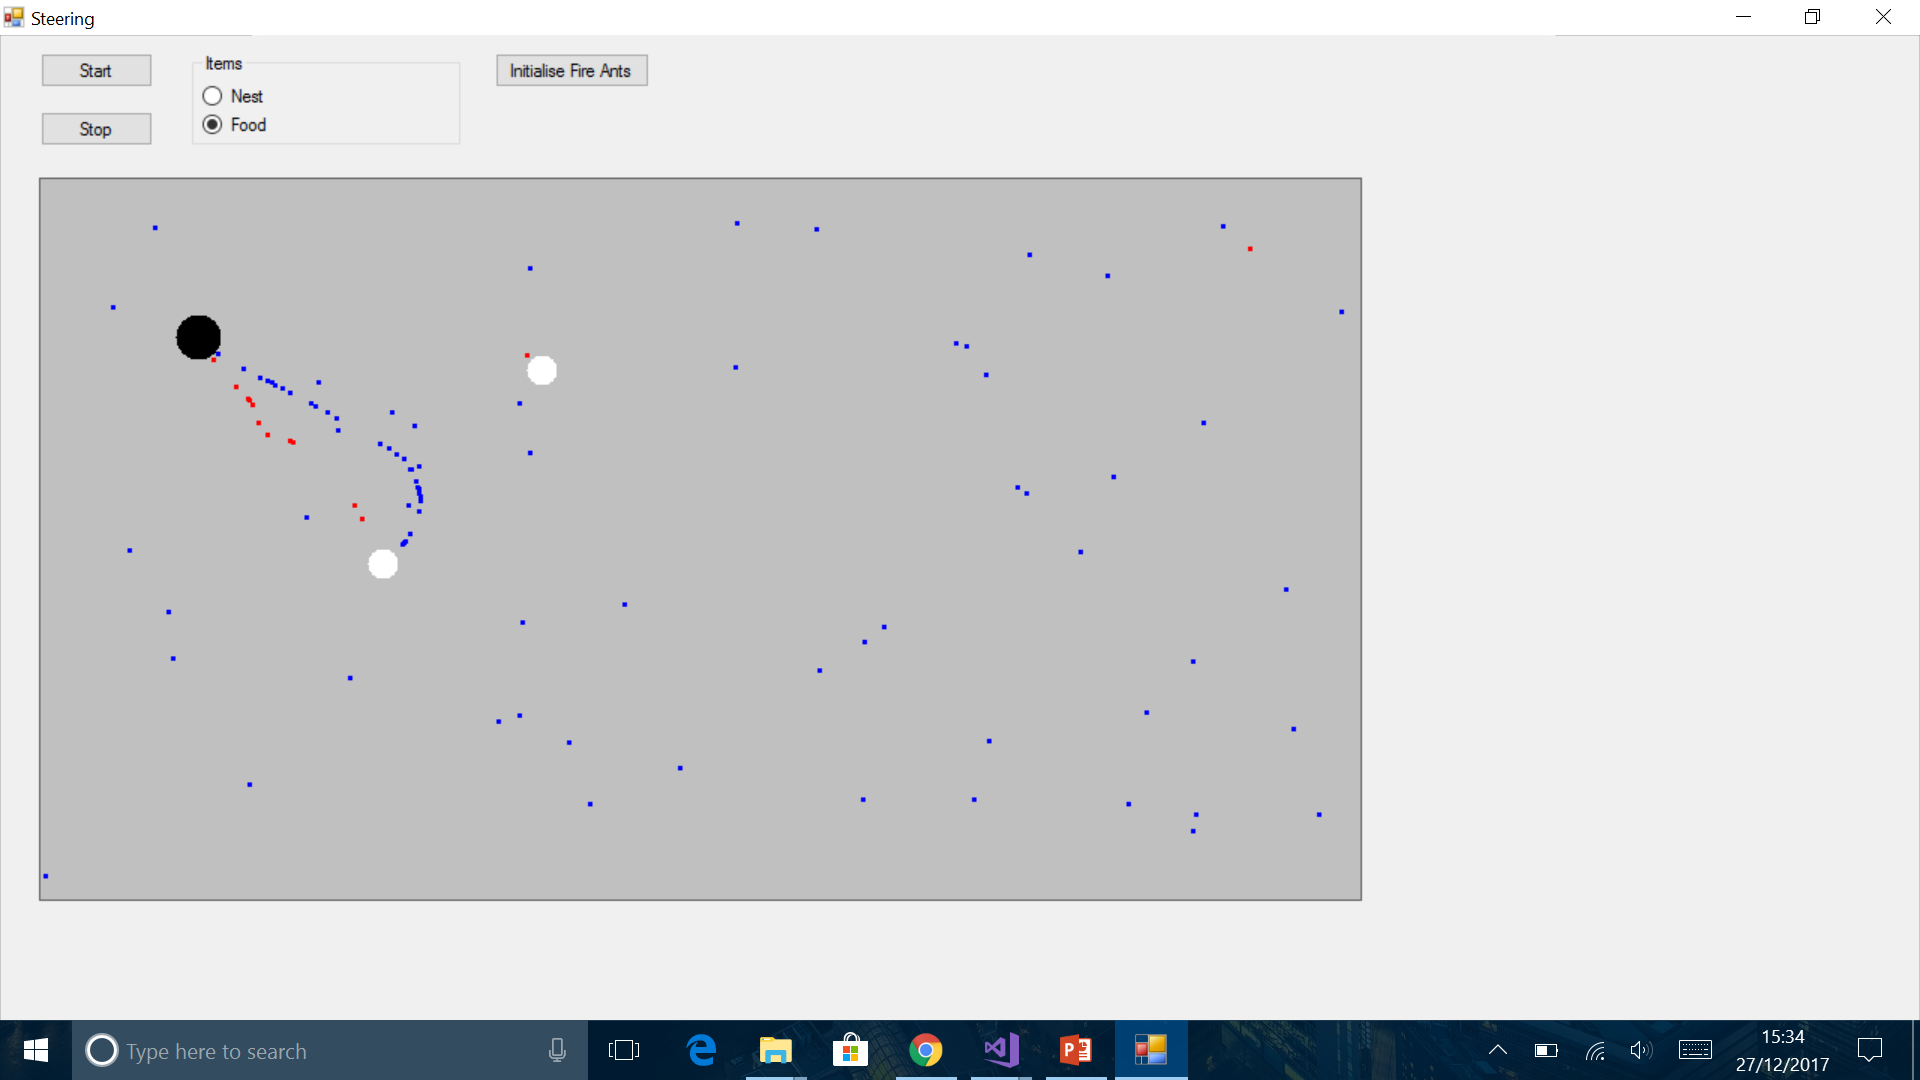 Steering
Start
Items
Initialise Fire Ants
Nest
Stop
Food
Type here to search
15:34
27/12/2017